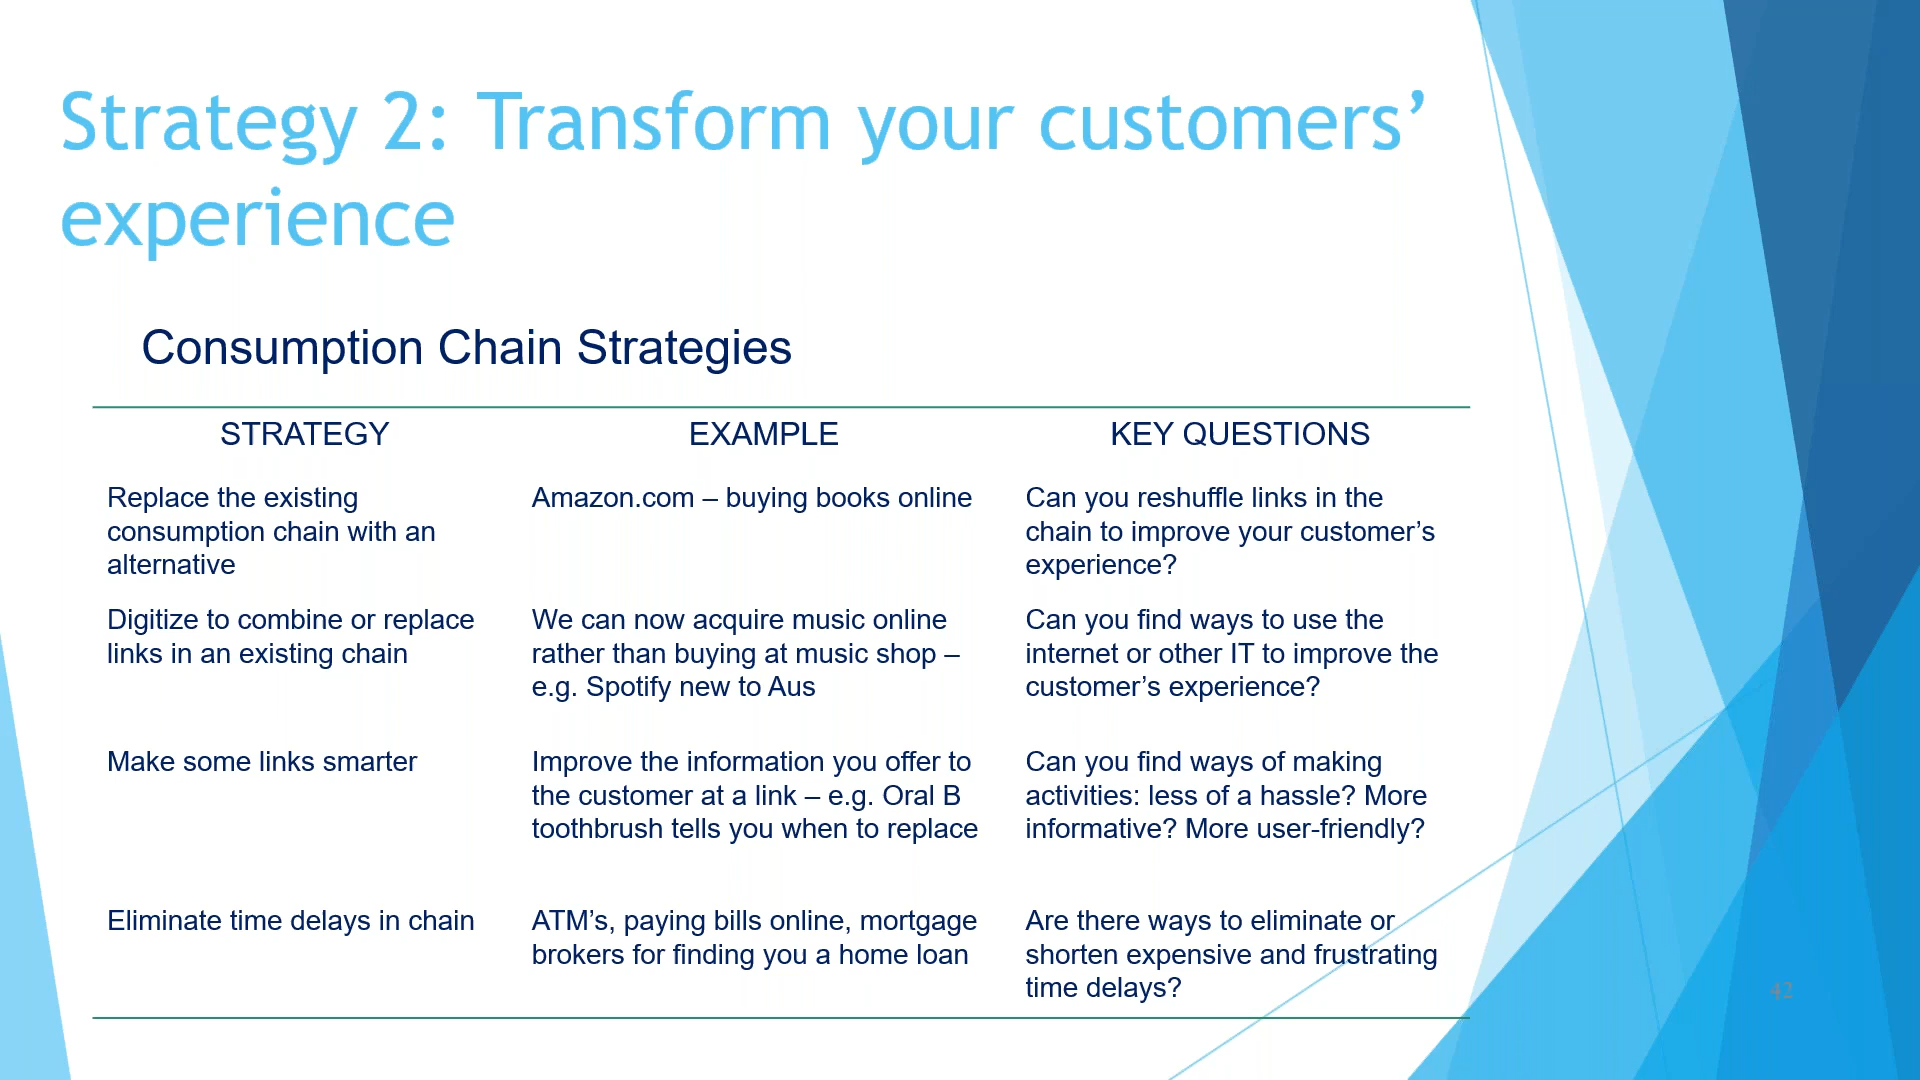 Strategy 2: Transform your customers’
experience
Consumption Chain Strategies
STRATEGY
EXAMPLE
KEY QUESTIONS
Replace the existing
consumption chain with an
alternative
Amazon.com – buying books online
Can you reshuffle links in the
chain to improve your customer’s
experience?
Digitize to combine or replace
links in an existing chain
We can now acquire music online
rather than buying at music shop –
e.g. Spotify new to Aus
Can you find ways to use the
internet or other IT to improve the
customer’s experience?
Make some links smarter
Improve the information you offer to
the customer at a link – e.g. Oral B
toothbrush tells you when to replace
Can you find ways of making
activities: less of a hassle? More
informative? More user-friendly?
Eliminate time delays in chain
ATM’s, paying bills online, mortgage
brokers for finding you a home loan
Are there ways to eliminate or
shorten expensive and frustrating
time delays?
42